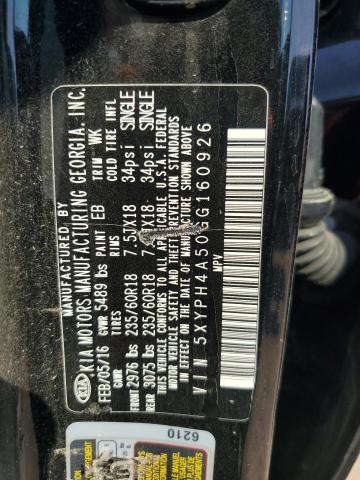 MANUFACTURED BY
KIA MOTORS MANUFACTURING GEORGIA, INC.
FEB/05/16 PAINT EB TRIM WK
GVWR 5489 lbs
TIRES RIMS COLD TIRE INFL
FRONT 2976 lbs 235/60R18 7.5JX18 34psi SINGLE
REAR 3075 lbs 235/60R18 34psi SINGLE
THIS VEHICLE CONFORMS TO ALL APPLICABLE U.S.A. FEDERAL
MOTOR VEHICLE SAFETY AND THEFT PREVENTION STANDARDS
IN EFFECT ON THE DATE OF MANUFACTURE SHOWN ABOVE
VIN 5XYPH4A50GG160926
MPV
KIA
6210